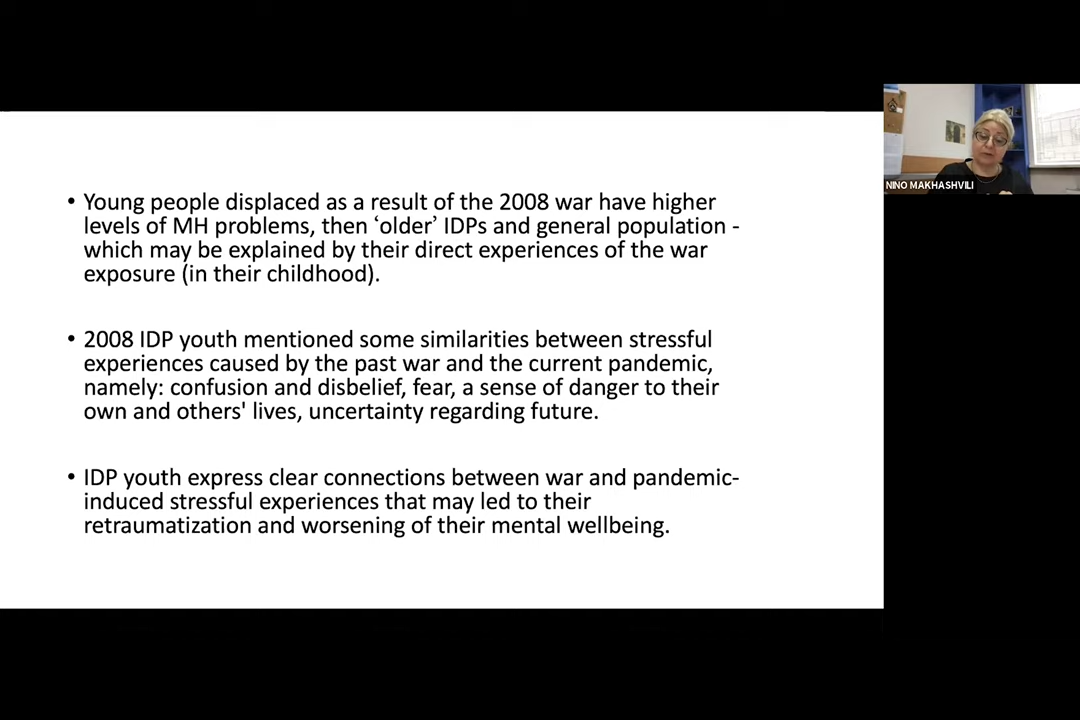 • Young people displaced as a result of the 2008 war have higher
levels of MH problems, then ‘older’ IDPs and general population -
which may be explained by their direct experiences of the war
exposure (in their childhood).
• 2008 IDP youth mentioned some similarities between stressful
experiences caused by the past war and the current pandemic,
namely: confusion and disbelief, fear, a sense of danger to their
own and others' lives, uncertainty regarding future.
• IDP youth express clear connections between war and pandemic-
induced stressful experiences that may led to their
retraumatization and worsening of their mental wellbeing.
NINO MAKHASHVILI